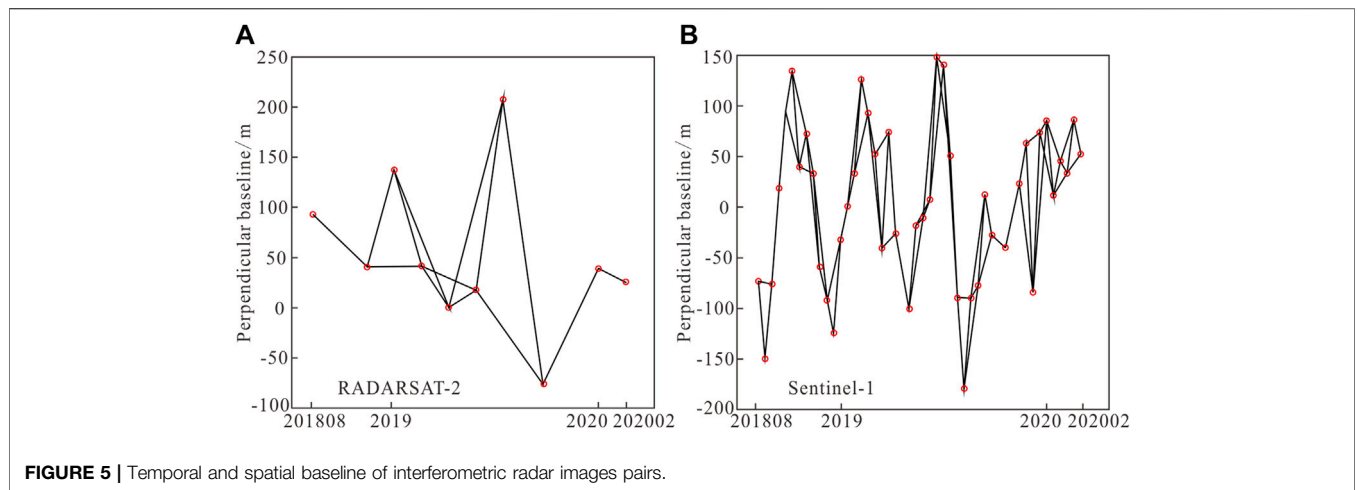 A
Perpendicular baseline/m
250
200
150
100
50
0
-50
-100
RADARSAT-2
201808 2019 2020 202002
B
Perpendicular baseline/m
150
100
50
0
-50
-100
-150
-200
Sentinel-1
201808 2019 2020 202002
FIGURE 5 | Temporal and spatial baseline of interferometric radar images pairs.